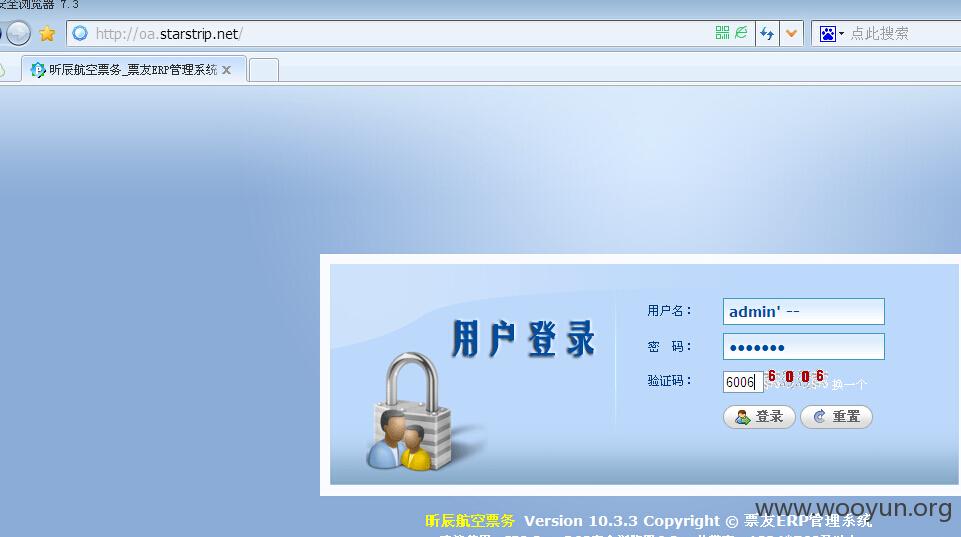 安全浏览器 7.3
http://oa.starstrip.net/
点此搜索
昕辰航空票务_票友ERP管理系统
用户登录
用户名：
admin' --
密 码：
●●●●●●●
验证码：
6006
6006
换一个
登录
重置
www.wooyun.org
昕辰航空票务 Version 10.3.3 Copyright © 票友ERP管理系统